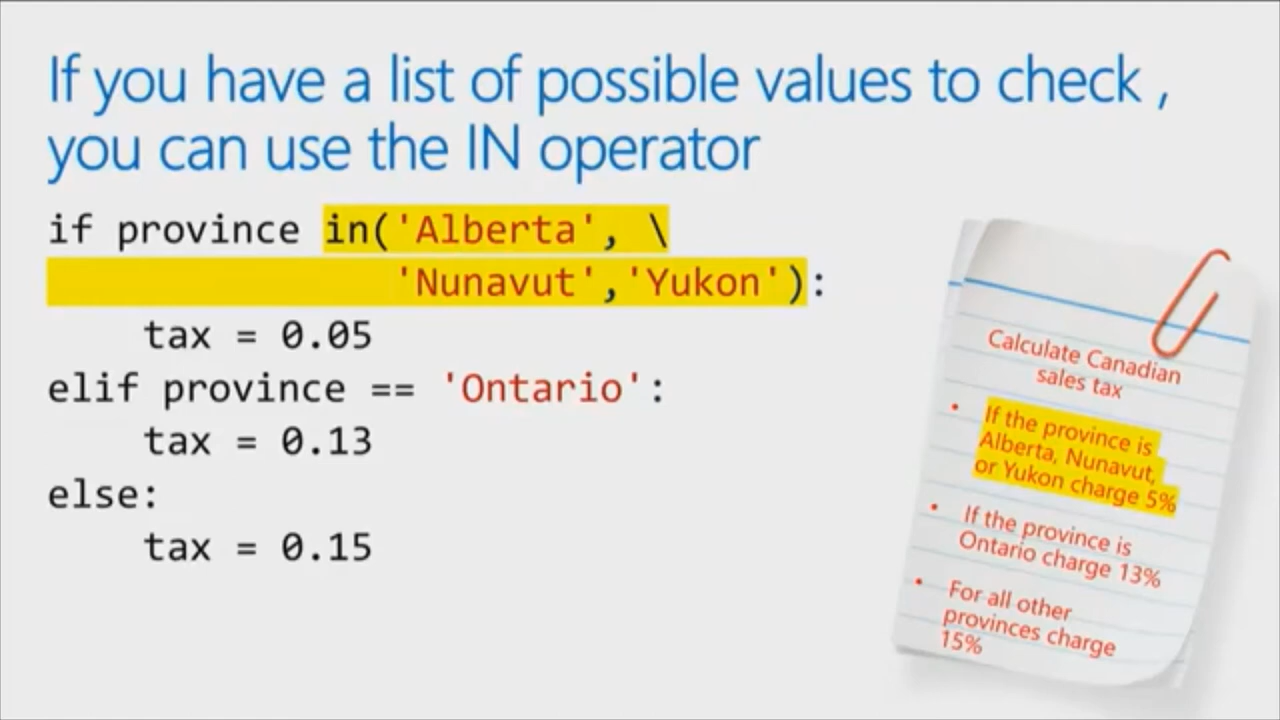 If you have a list of possible values to check ,
you can use the IN operator
if province in('Alberta', \
'Nunavut','Yukon'):
tax = 0.05
elif province == 'Ontario':
tax = 0.13
else:
tax = 0.15
Calculate Canadian
sales tax
• If the province is
Alberta, Nunavut,
or Yukon charge 5%
• If the province is
Ontario charge 13%
• For all other
provinces charge
15%